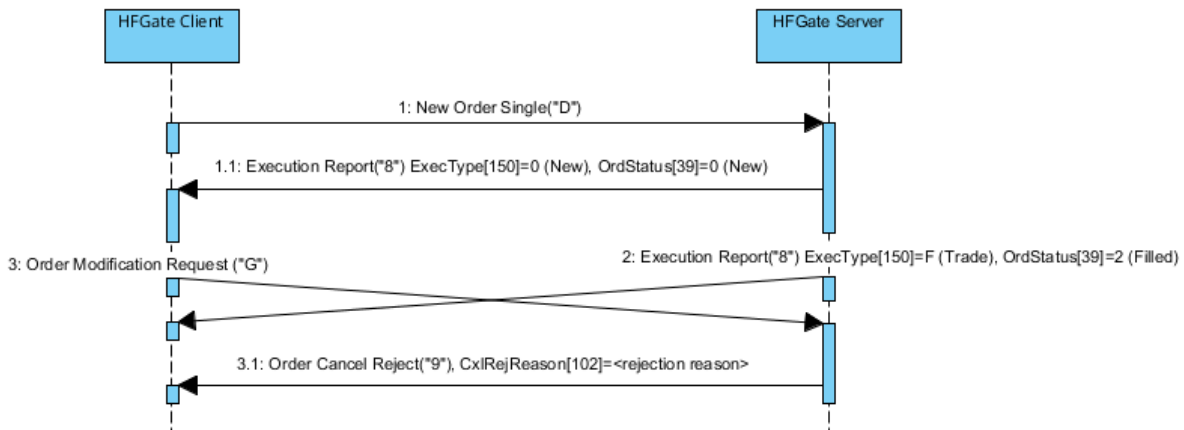 HFGate Client
HFGate Server
1: New Order Single("D")
1.1: Execution Report("8") ExecType[150]=0 (New), OrdStatus[39]=0 (New)
2: Execution Report("8") ExecType[150]=F (Trade), OrdStatus[39]=2 (Filled)
3: Order Modification Request ("G")
3.1: Order Cancel Reject("9"), CxlRejReason[102]=<rejection reason>